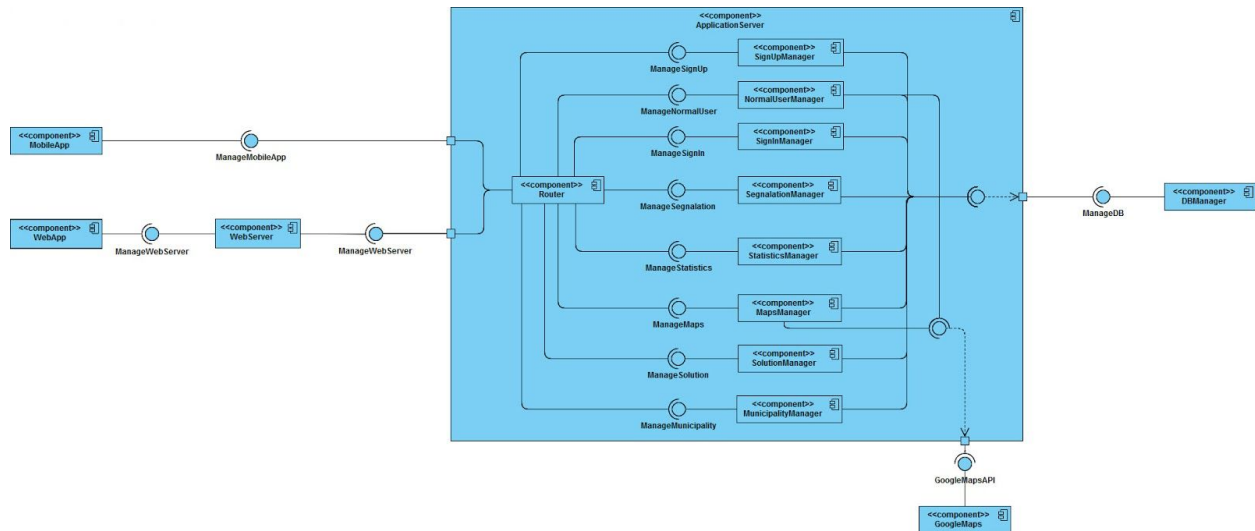 <<component>>
ApplicationServer
<<component>>
SignUpManager
ManageSignUp
<<component>>
NormalUserManager
ManageNormalUser
<<component>>
MobileApp
ManageMobileApp
<<component>>
SignInManager
ManageSignIn
<<component>>
Router
<<component>>
SegnalationManager
ManageSegnalation
ManageDB
<<component>>
DBManager
<<component>>
WebApp
ManageWebServer
<<component>>
WebServer
ManageWebServer
<<component>>
StatisticsManager
ManageStatistics
<<component>>
MapsManager
ManageMaps
<<component>>
SolutionManager
ManageSolution
<<component>>
MunicipalityManager
ManageMunicipality
GoogleMapsAPI
<<component>>
GoogleMaps